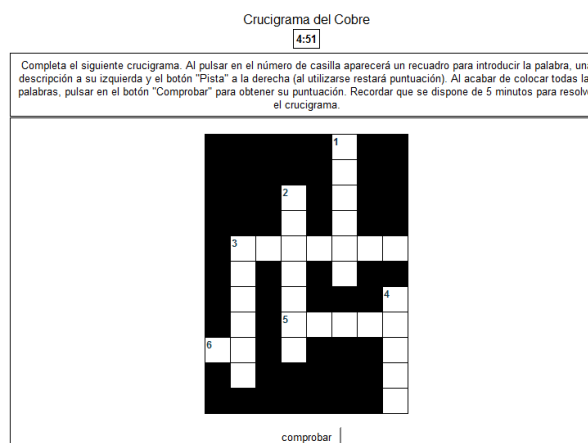 Crucigrama del Cobre
4:51
Completa el siguiente crucigrama. Al pulsar en el número de casilla aparecerá un recuadro para introducir la palabra, una
descripción a su izquierda y el botón "Pista" a la derecha (al utilizarse restará puntuación). Al acabar de colocar todas la
palabras, pulsar en el botón "Comprobar" para obtener su puntuación. Recordar que se dispone de 5 minutos para resolve
el crucigrama.
1
2
3
4
5
6
comprobar